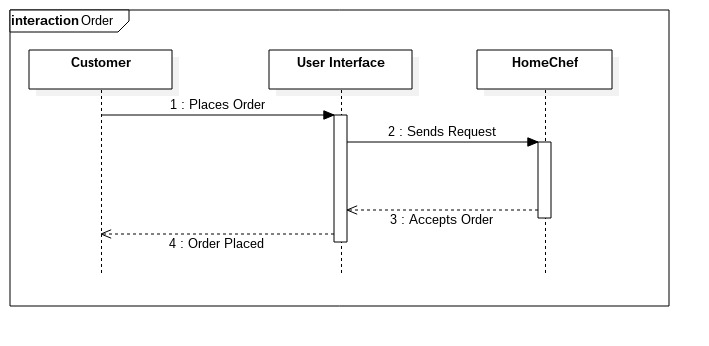 interaction Order
Customer
User Interface
HomeChef
1 : Places Order
2 : Sends Request
3 : Accepts Order
4 : Order Placed